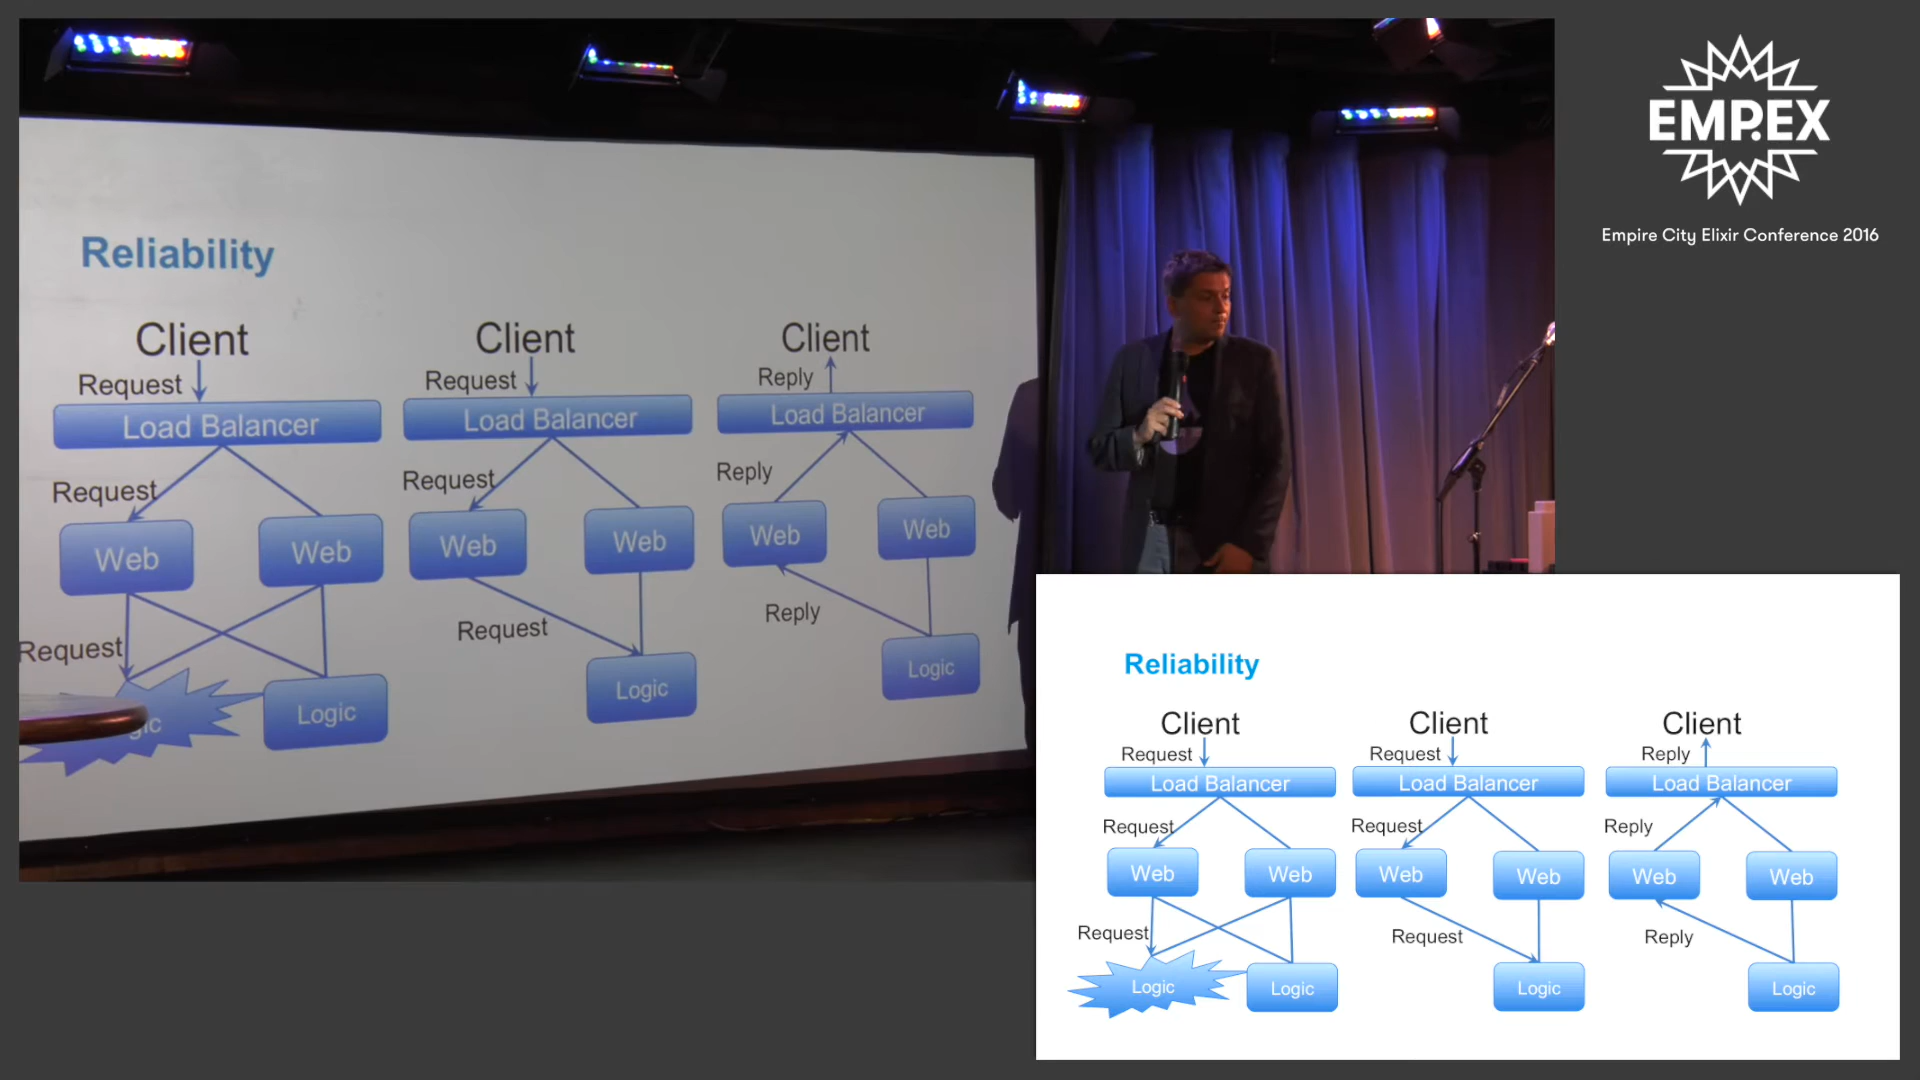 Reliability
Client Client Client
Request Request Reply
Load Balancer Load Balancer Load Balancer
Request Request Reply
Web Web Web Web Web Web
Request Request Reply
gic Logic Logic Logic
EMP.EX
Empire City Elixir Conference 2016
Reliability
Client Client Client
Request Request Reply
Load Balancer Load Balancer Load Balancer
Request Request Reply
Web Web Web Web Web Web
Request Request Reply
Logic Logic Logic Logic